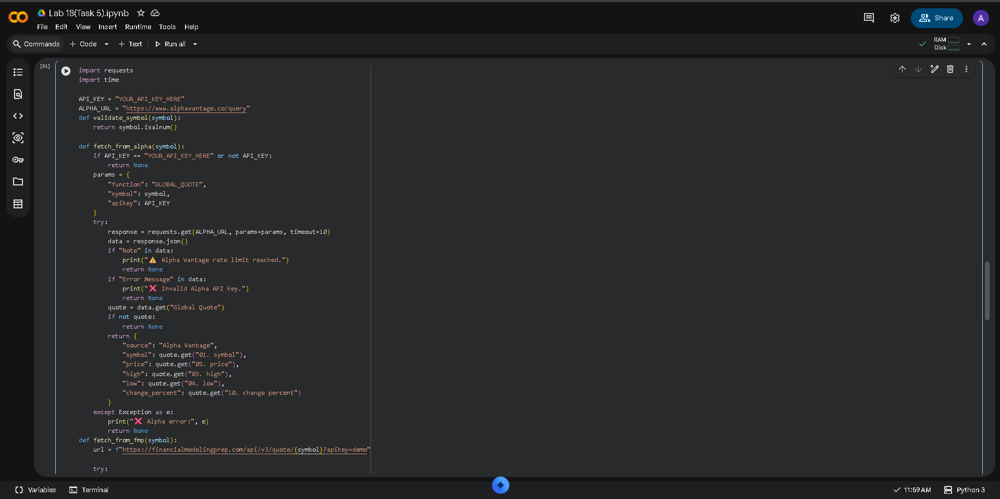 Lab 18(Task 5).ipynb
File Edit View Insert Runtime Tools Help
Share
A
Commands + Code + Text Run all
RAM
Disk
[81]
import requests
import time
API_KEY = "YOUR_API_KEY_HERE"
ALPHA_URL = "https://www.alphavantage.co/query"
def validate_symbol(symbol):
    return symbol.isalnum()
def fetch_from_alpha(symbol):
    if API_KEY == "YOUR_API_KEY_HERE" or not API_KEY:
        return None
    params = {
        "function": "GLOBAL_QUOTE",
        "symbol": symbol,
        "apikey": API_KEY
    }
    try:
        response = requests.get(ALPHA_URL, params=params, timeout=10)
        data = response.json()
        if "Note" in data:
            print("⚠️ Alpha Vantage rate limit reached.")
            return None
        if "Error Message" in data:
            print("❌ Invalid Alpha API key.")
            return None
        quote = data.get("Global Quote")
        if not quote:
            return None
        return {
            "source": "Alpha Vantage",
            "symbol": quote.get("01. symbol"),
            "price": quote.get("05. price"),
            "high": quote.get("03. high"),
            "low": quote.get("04. low"),
            "change_percent": quote.get("10. change percent")
        }
    except Exception as e:
        print("❌ Alpha error:", e)
        return None
def fetch_from_fmp(symbol):
    url = f"https://financialmodelingprep.com/api/v3/quote/{symbol}?apikey=demo"
    try:
Variables Terminal
11:59 AM Python 3